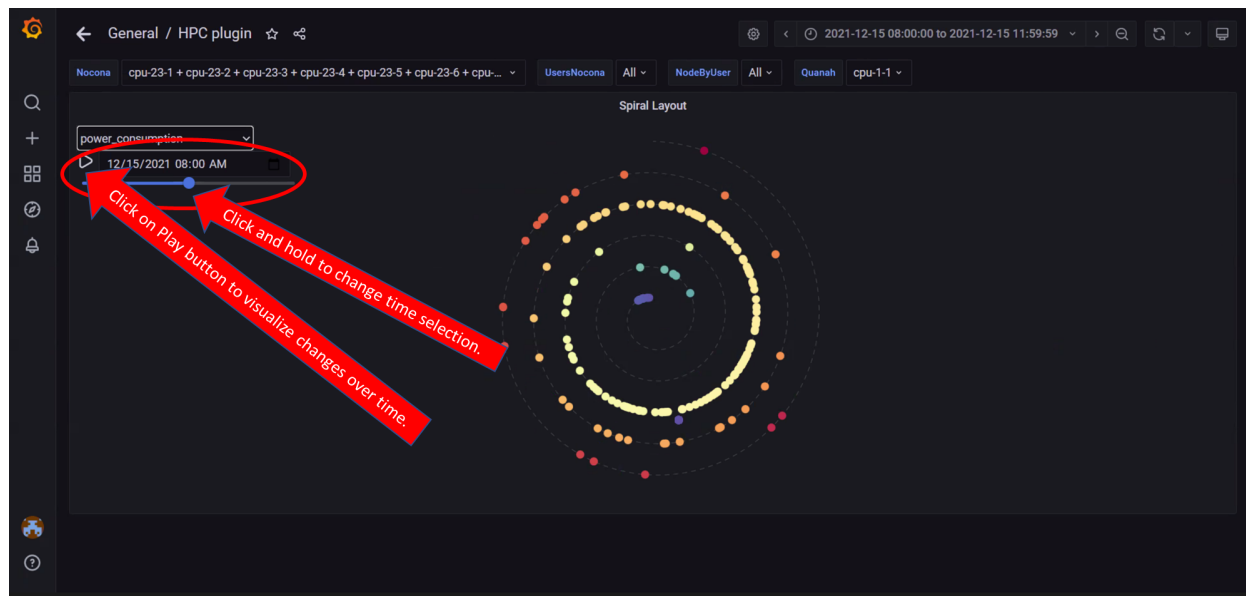 General / HPC plugin
2021-12-15 08:00:00 to 2021-12-15 11:59:59
Nocona cpu-23-1 + cpu-23-2 + cpu-23-3 + cpu-23-4 + cpu-23-5 + cpu-23-6 + cpu-... UsersNocona All NodeByUser All Quanah cpu-1-1
Spiral Layout
power_consumption
12/15/2021 08:00 AM
Click on Play button to visualize changes over time.
Click and hold to change time selection.